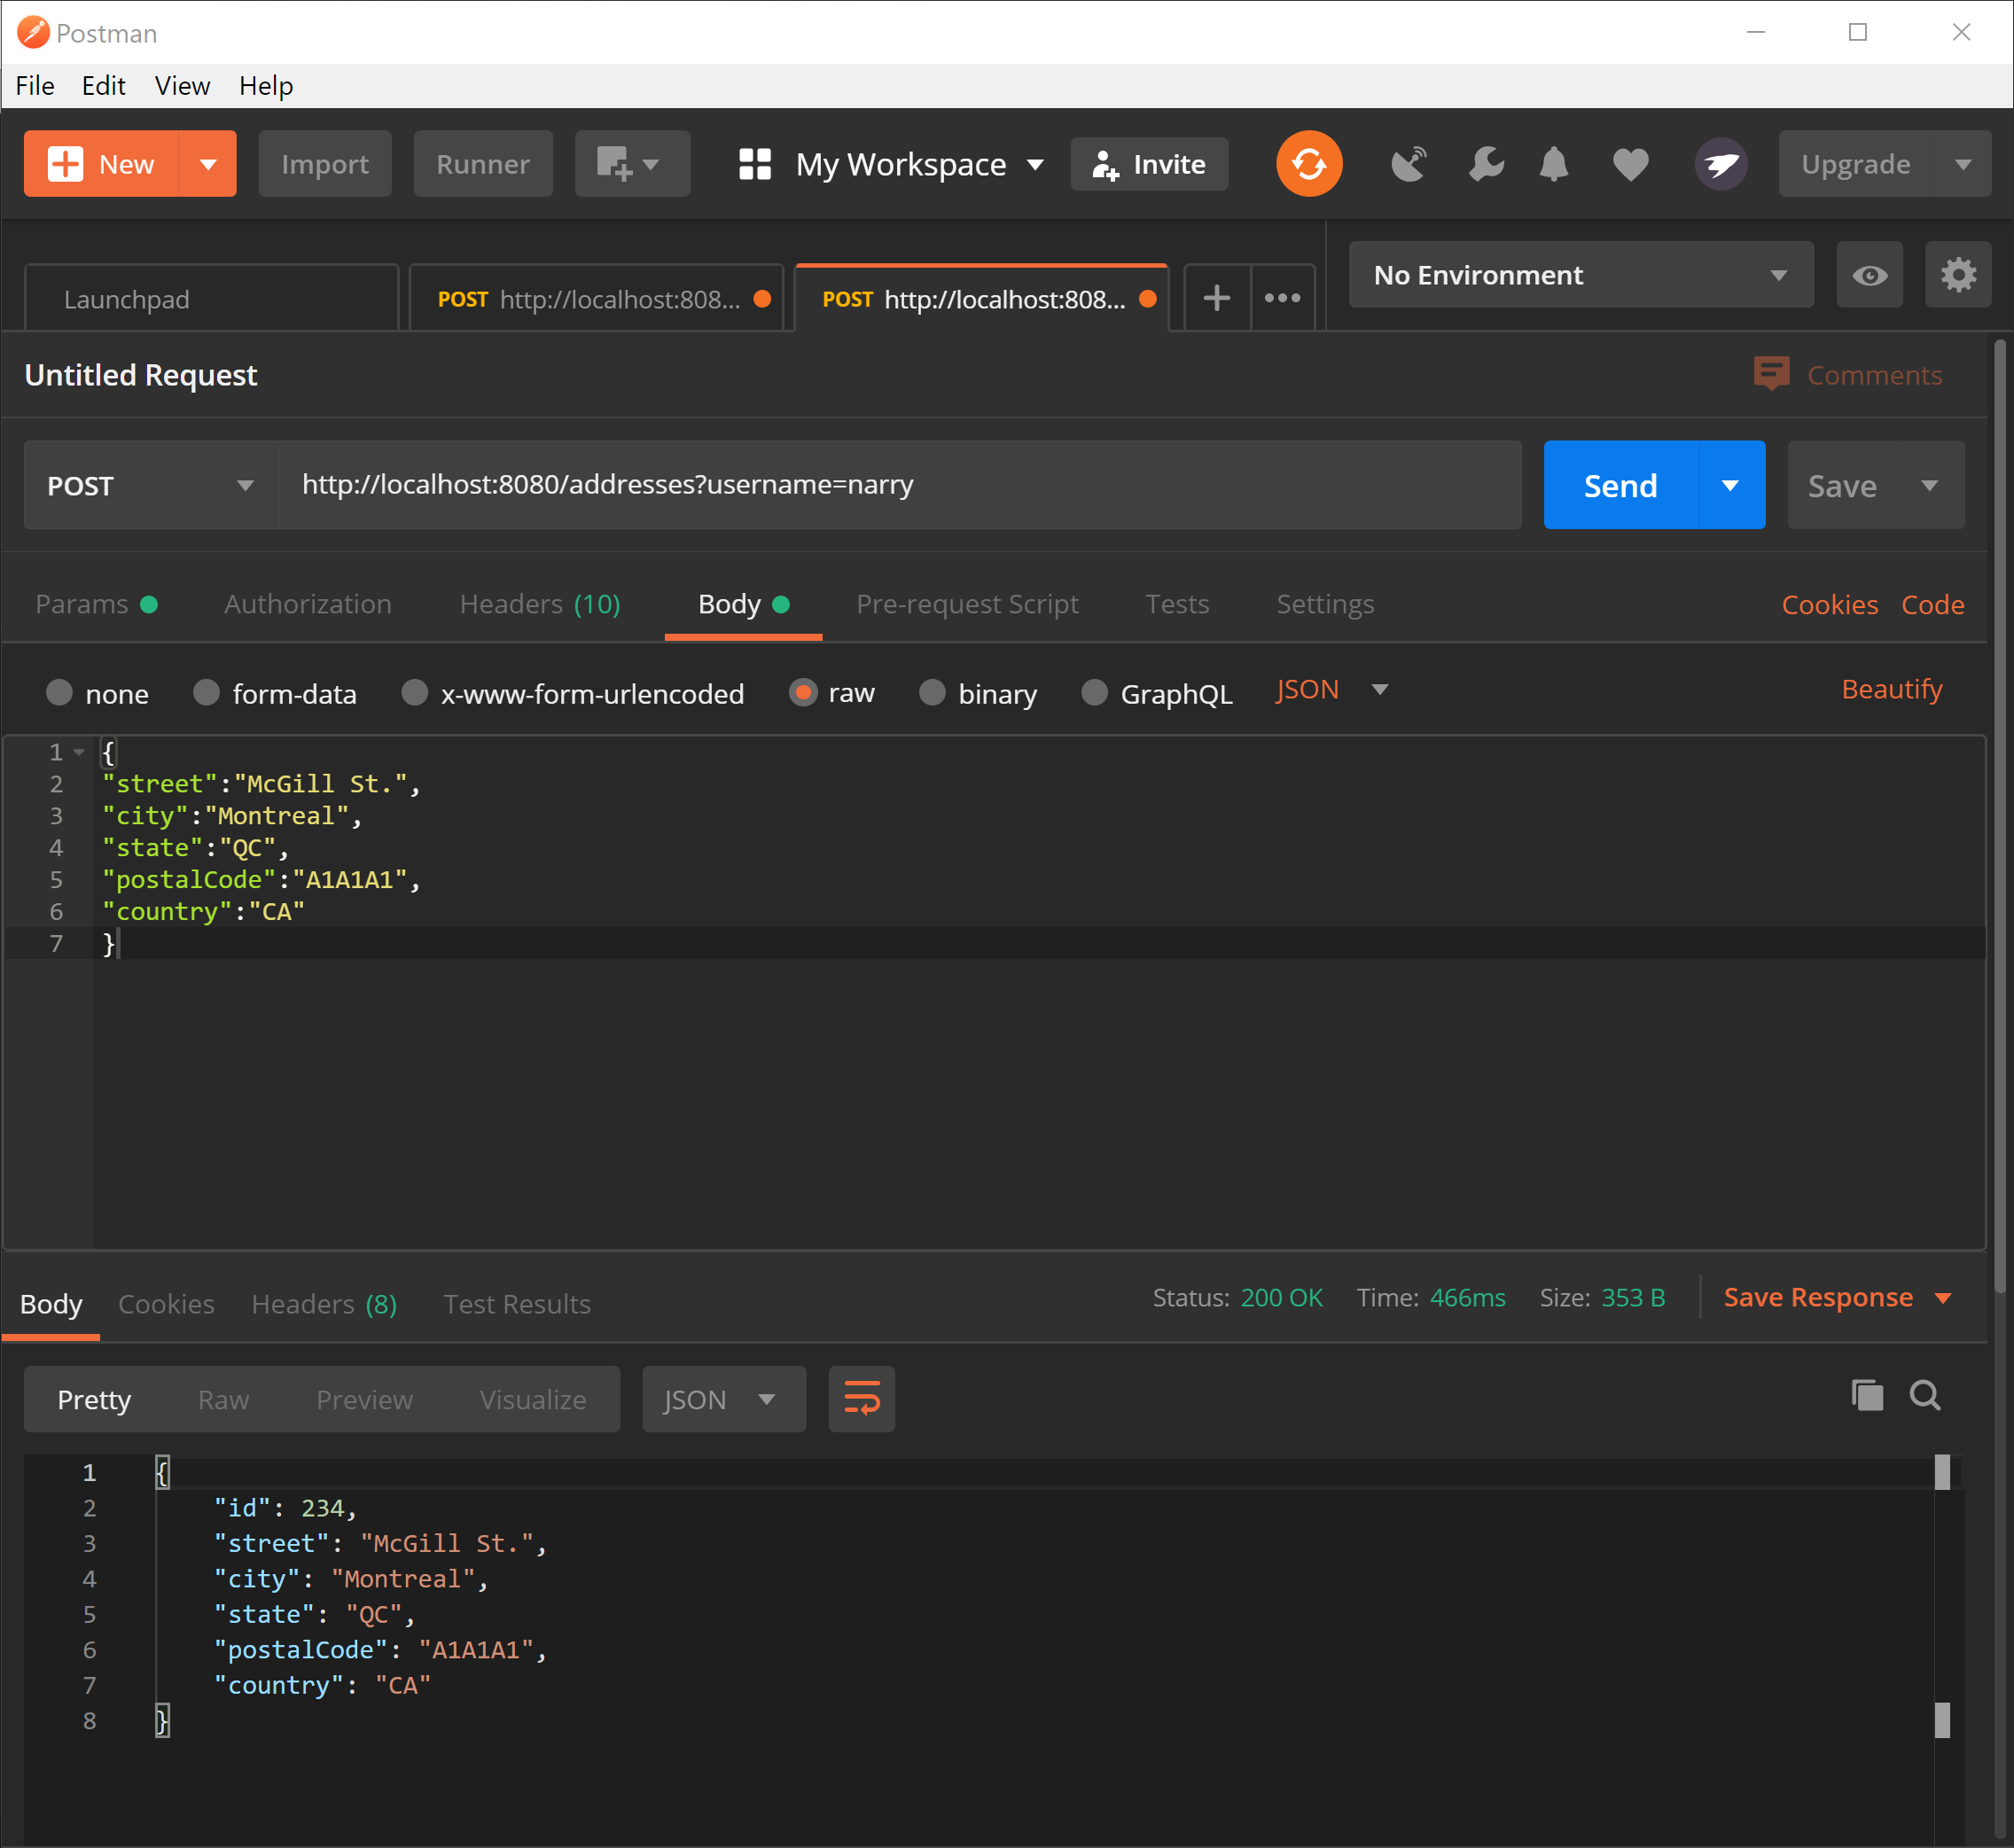 Postman
File Edit View Help
New Import Runner My Workspace Invite Upgrade
Launchpad POST http://localhost:808... POST http://localhost:808... No Environment
Untitled Request Comments
POST http://localhost:8080/addresses?username=narry Send Save
Params Authorization Headers (10) Body Pre-request Script Tests Settings Cookies Code
none form-data x-www-form-urlencoded raw binary GraphQL JSON Beautify
1 {
2 "street":"McGill St.",
3 "city":"Montreal",
4 "state":"QC",
5 "postalCode":"A1A1A1",
6 "country":"CA"
7 }
Body Cookies Headers (8) Test Results Status: 200 OK Time: 466ms Size: 353 B Save Response
Pretty Raw Preview Visualize JSON
1 {
2 "id": 234,
3 "street": "McGill St.",
4 "city": "Montreal",
5 "state": "QC",
6 "postalCode": "A1A1A1",
7 "country": "CA"
8 }